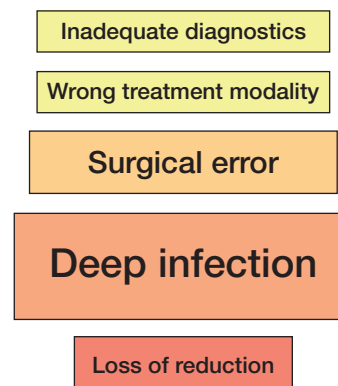 Inadequate diagnostics
Wrong treatment modality
Surgical error
Deep infection
Loss of reduction